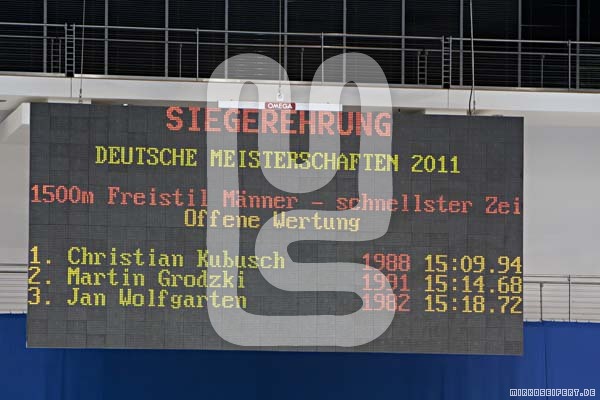 OMEGA
SIEGEREHRUNG
DEUTSCHE MEISTERSCHAFTEN 2011
1500m Freistil Männer - schnellster Zei
Offene Wertung
1. Christian Kubusch 1988 15:09.94
2. Martin Grodzki 1991 15:14.68
3. Jan Wolfgarten 1982 15:18.72
MIRKOSEIFERT.DE